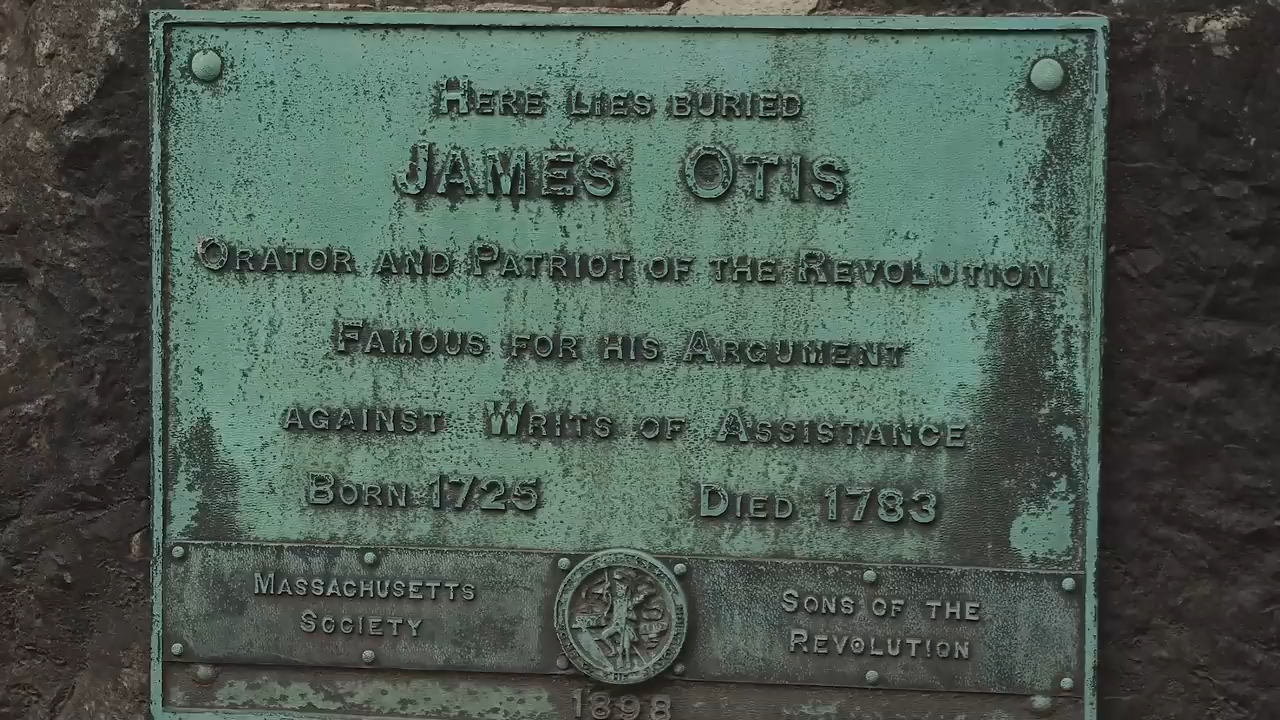 HERE LIES BURIED
JAMES OTIS
ORATOR AND PATRIOT OF THE REVOLUTION
FAMOUS FOR HIS ARGUMENT
AGAINST WRITS OF ASSISTANCE
BORN 1725 DIED 1783
MASSACHUSETTS
SOCIETY
SONS OF THE
REVOLUTION
1898